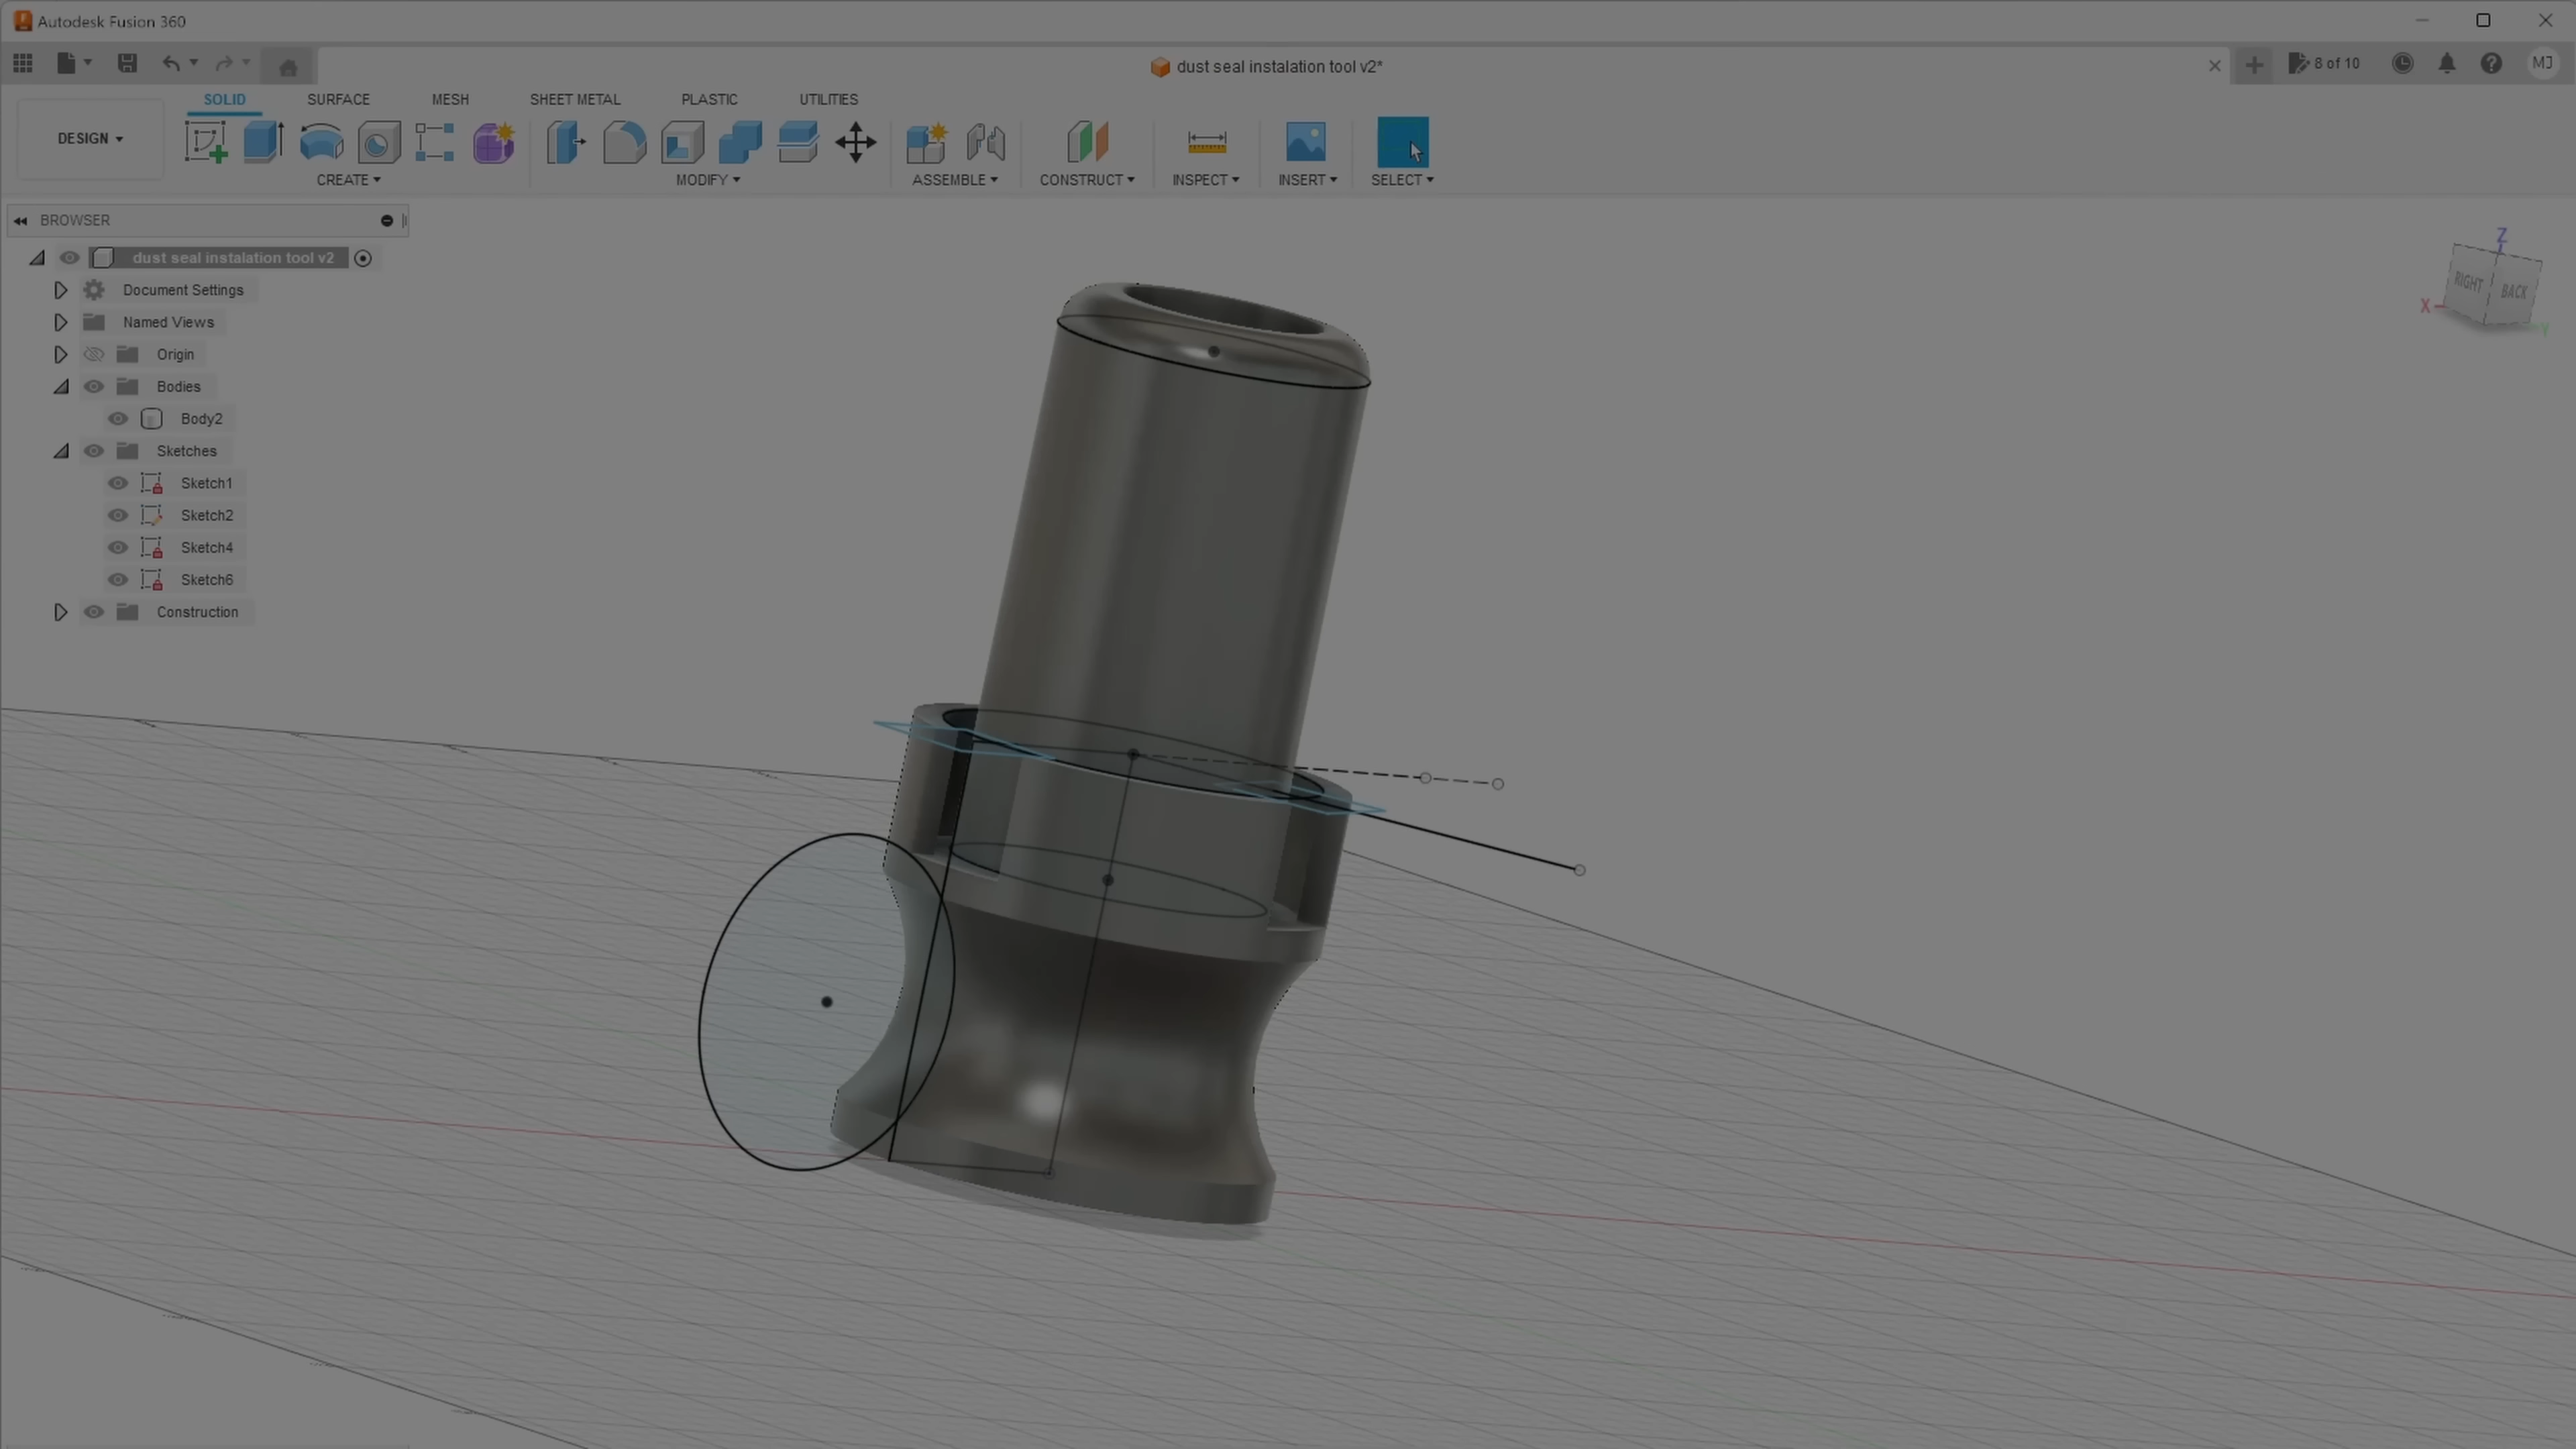 Autodesk Fusion 360
dust seal instalation tool v2*
8 of 10
MJ
SOLID
SURFACE
MESH
SHEET METAL
PLASTIC
UTILITIES
DESIGN
CREATE
MODIFY
ASSEMBLE
CONSTRUCT
INSPECT
INSERT
SELECT
BROWSER
dust seal instalation tool v2
Document Settings
Named Views
Origin
Bodies
Body2
Sketches
Sketch1
Sketch2
Sketch4
Sketch6
Construction
Z
RIGHT
BACK
X
Y